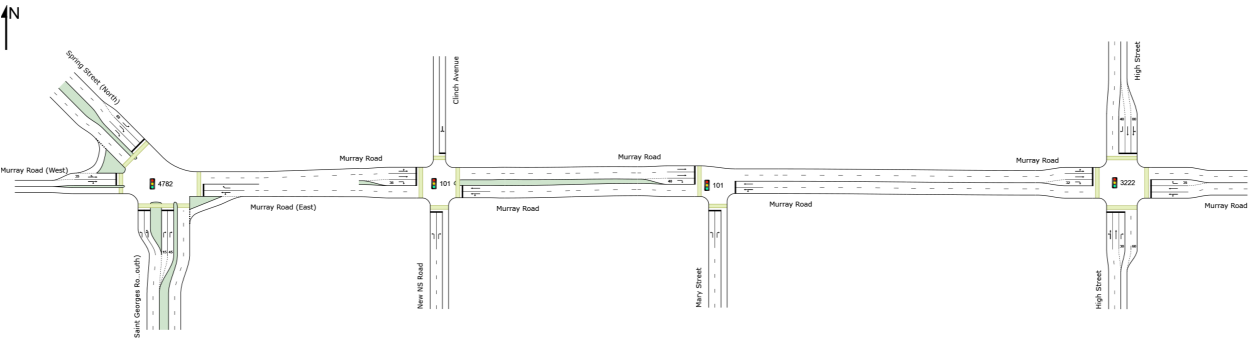 N
Spring Street (North)
Clinch Avenue
High Street
Murray Road
Murray Road
Murray Road
Murray Road (West)
4782
101
101
3222
Murray Road (East)
Murray Road
Murray Road
Murray Road
Saint Georges Ro..outh)
New NS Road
Mary Street
High Street